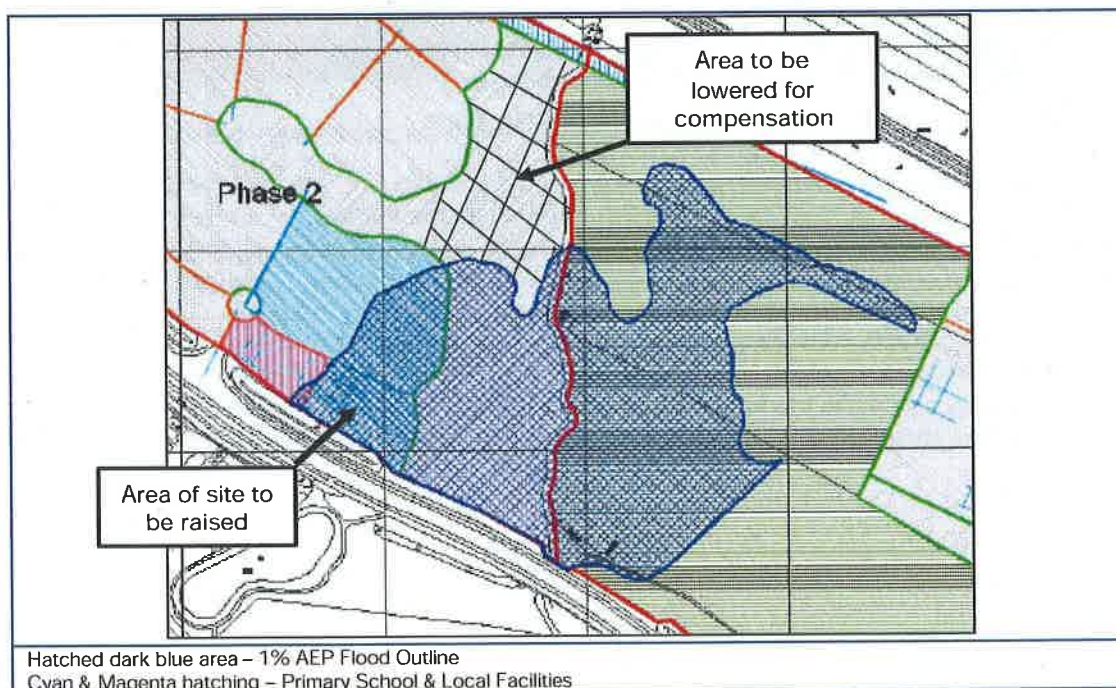 Area to be
lowered for
compensation
Phase 2
Area of site to
be raised
Hatched dark blue area – 1% AEP Flood Outline
Cyan & Magenta hatching – Primary School & Local Facilities